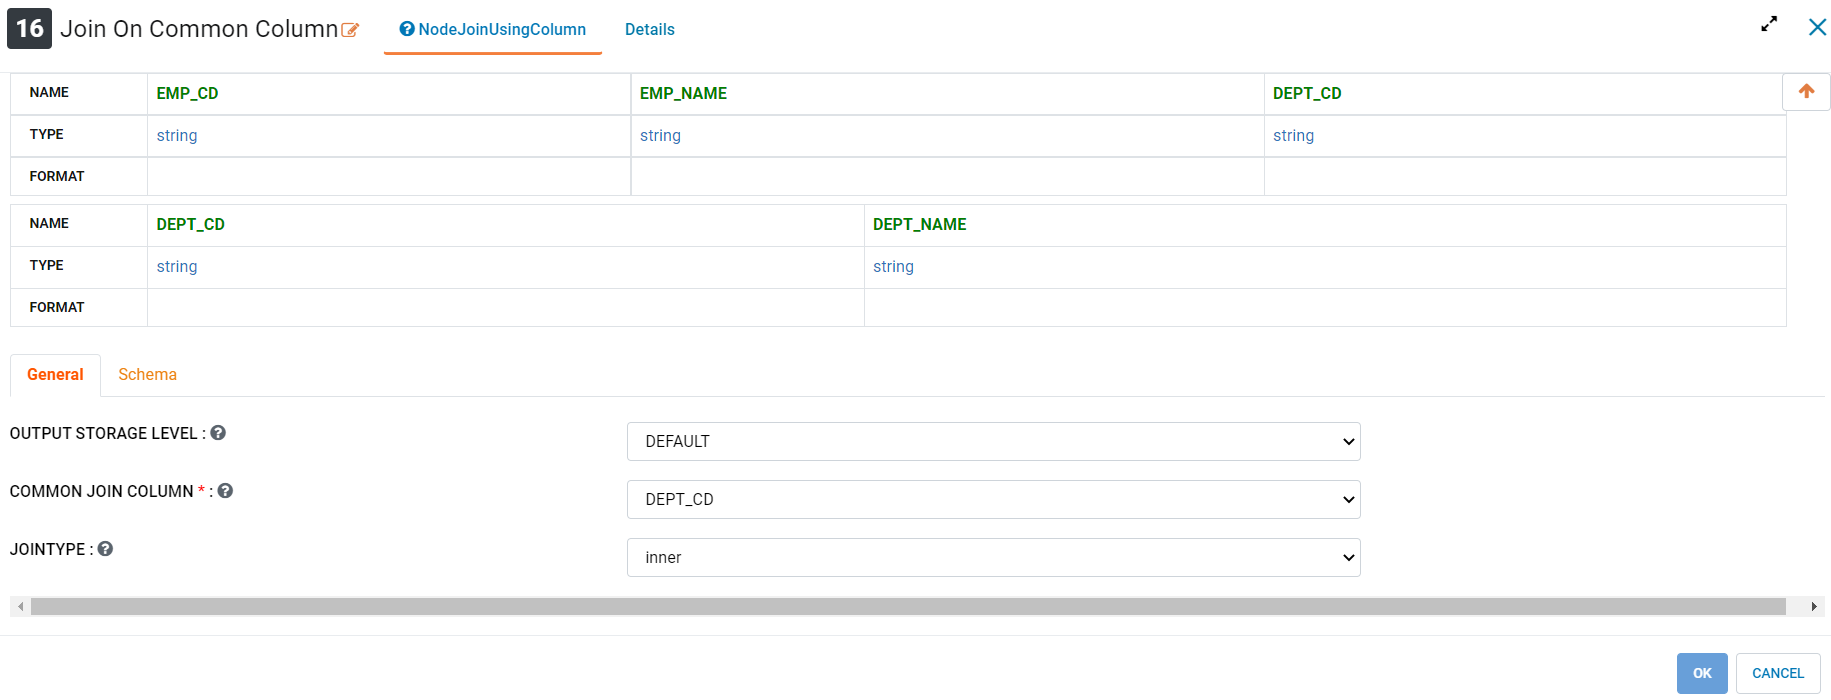 16 Join On Common Column NodeJoinUsingColumn Details
NAME EMP_CD EMP_NAME DEPT_CD
TYPE string string string
FORMAT
NAME DEPT_CD DEPT_NAME
TYPE string string
FORMAT
General Schema
OUTPUT STORAGE LEVEL : DEFAULT
COMMON JOIN COLUMN * : DEPT_CD
JOINTYPE : inner
OK CANCEL